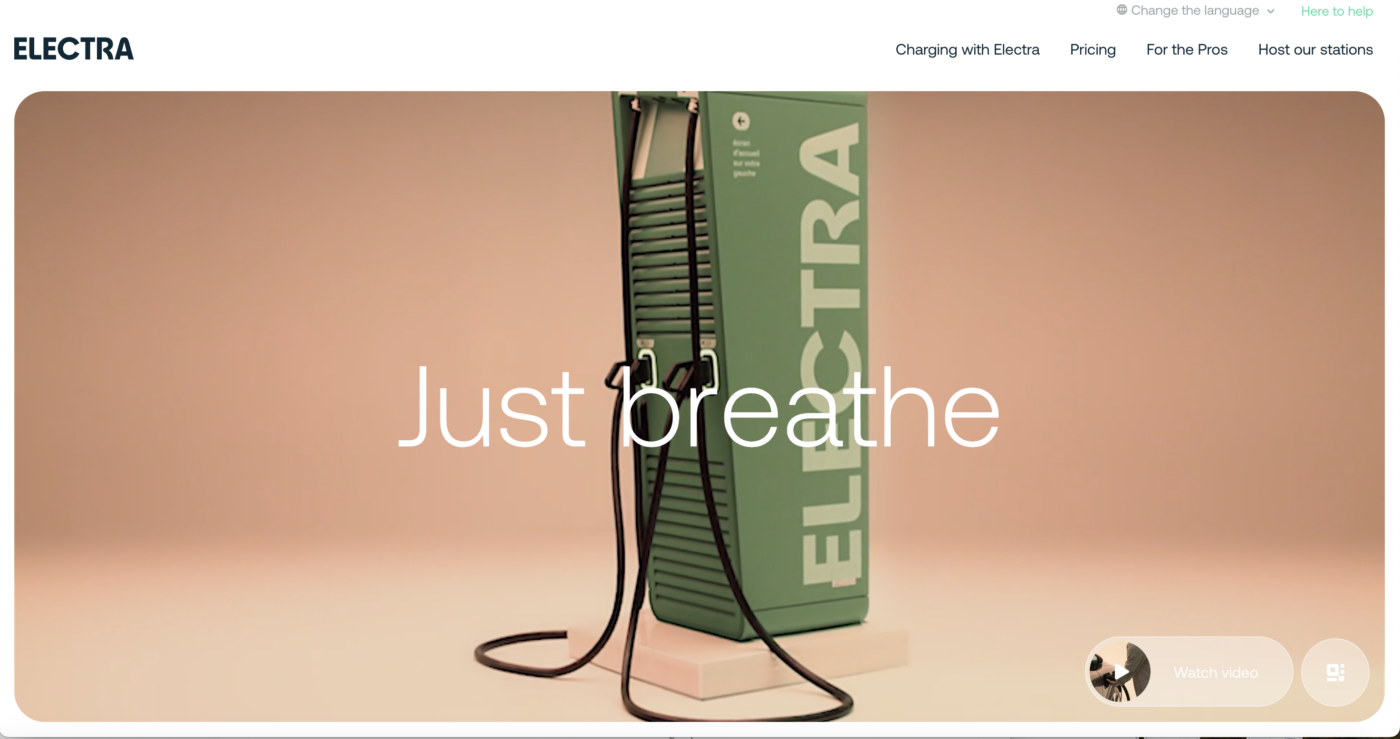 Change the language
Here to help
ELECTRA
Charging with Electra
Pricing
For the Pros
Host our stations
Écran
d'accueil
sur votre
gauche
ELECTRA
Just breathe
Watch video